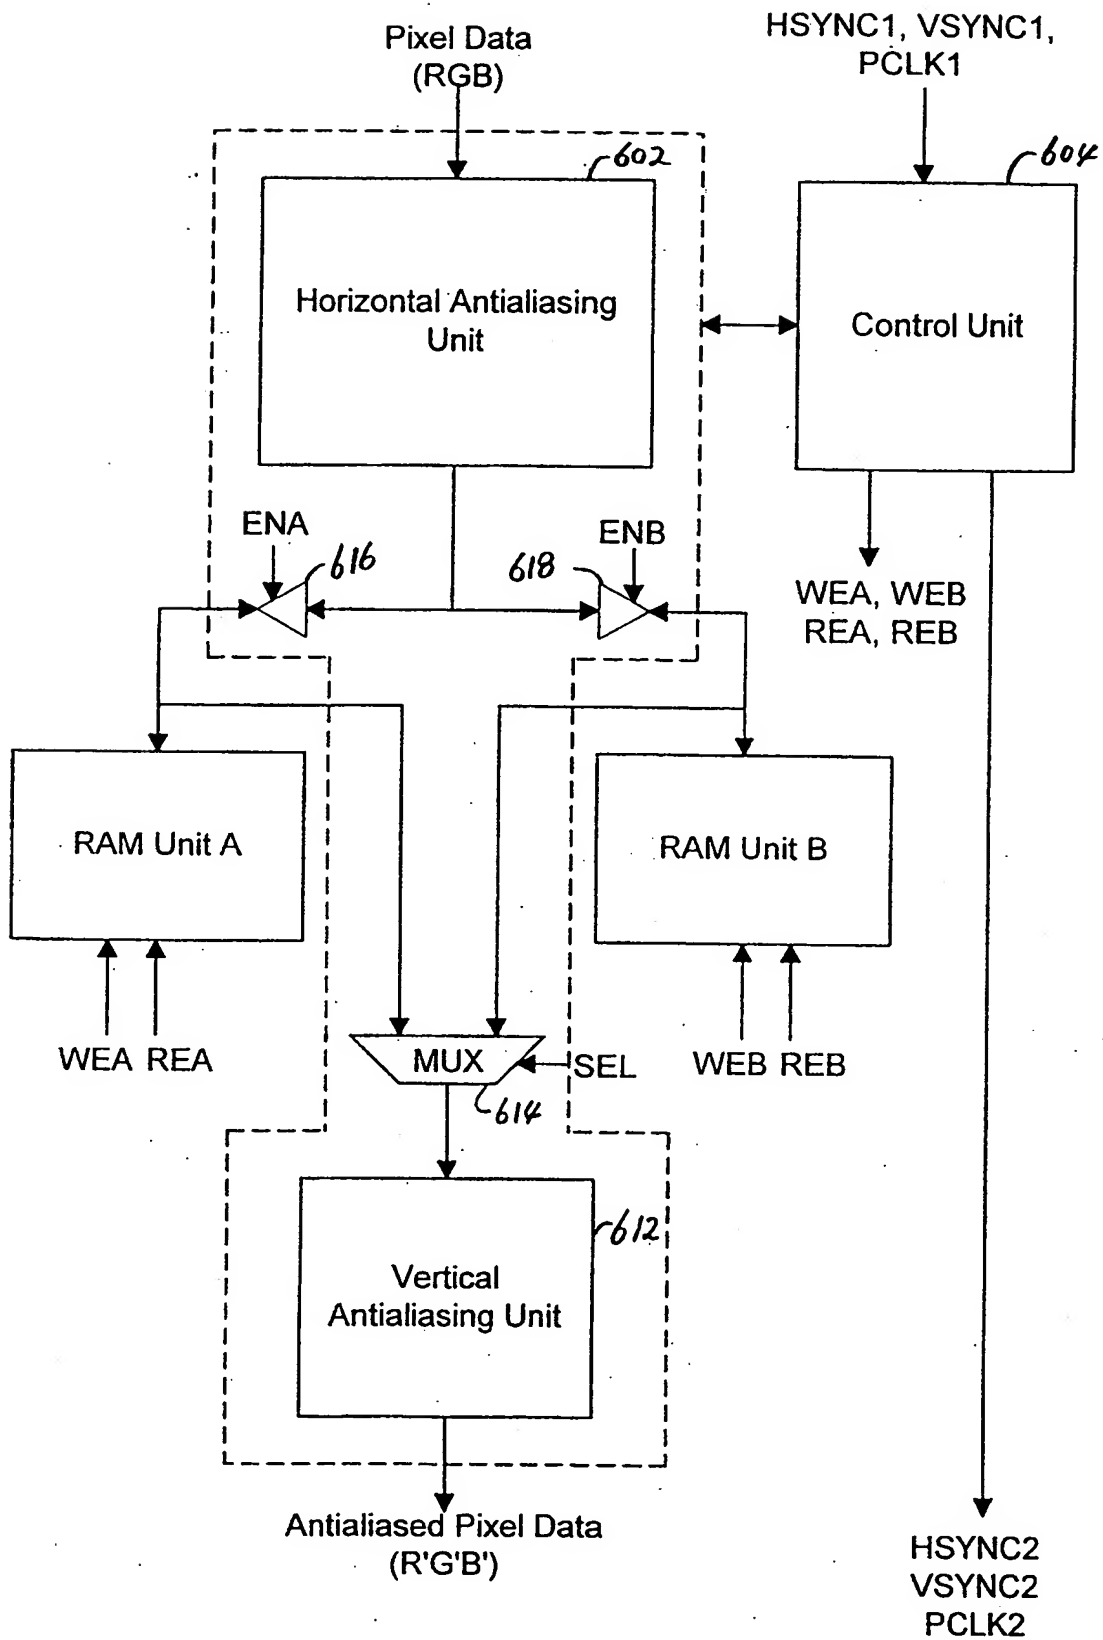 Pixel Data
(RGB)
HSYNC1, VSYNC1,
PCLK1
602
604
Horizontal Antialiasing
Unit
Control Unit
ENA
ENB
616
618
WEA, WEB
REA, REB
RAM Unit A
RAM Unit B
WEA REA
MUX
SEL
WEB REB
614
612
Vertical
Antialiasing Unit
Antialiased Pixel Data
(R'G'B')
HSYNC2
VSYNC2
PCLK2